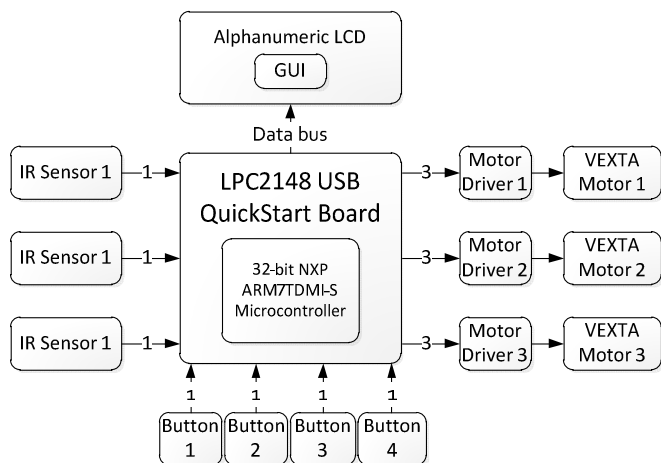 Alphanumeric LCD
GUI
Data bus
LPC2148 USB
QuickStart Board
32-bit NXP
ARM7TDMI-S
Microcontroller
IR Sensor 1
1
3
Motor
Driver 1
VEXTA
Motor 1
IR Sensor 1
1
3
Motor
Driver 2
VEXTA
Motor 2
IR Sensor 1
1
3
Motor
Driver 3
VEXTA
Motor 3
1
1
1
1
Button
1
Button
2
Button
3
Button
4